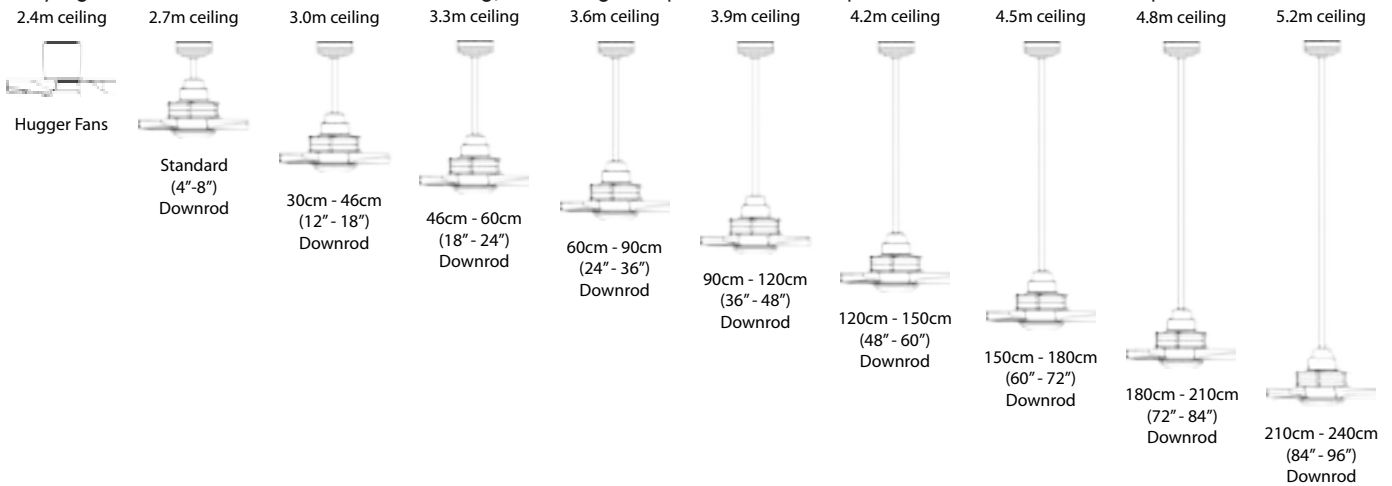 2.4m ceiling
2.7m ceiling
3.0m ceiling
3.3m ceiling
3.6m ceiling
3.9m ceiling
4.2m ceiling
4.5m ceiling
4.8m ceiling
5.2m ceiling
Hugger Fans
Standard
(4”-8”)
Downrod
30cm - 46cm
(12” - 18”)
Downrod
46cm - 60cm
(18” - 24”)
Downrod
60cm - 90cm
(24” - 36”)
Downrod
90cm - 120cm
(36” - 48”)
Downrod
120cm - 150cm
(48” - 60”)
Downrod
150cm - 180cm
(60” - 72”)
Downrod
180cm - 210cm
(72” - 84”)
Downrod
210cm - 240cm
(84” - 96”)
Downrod